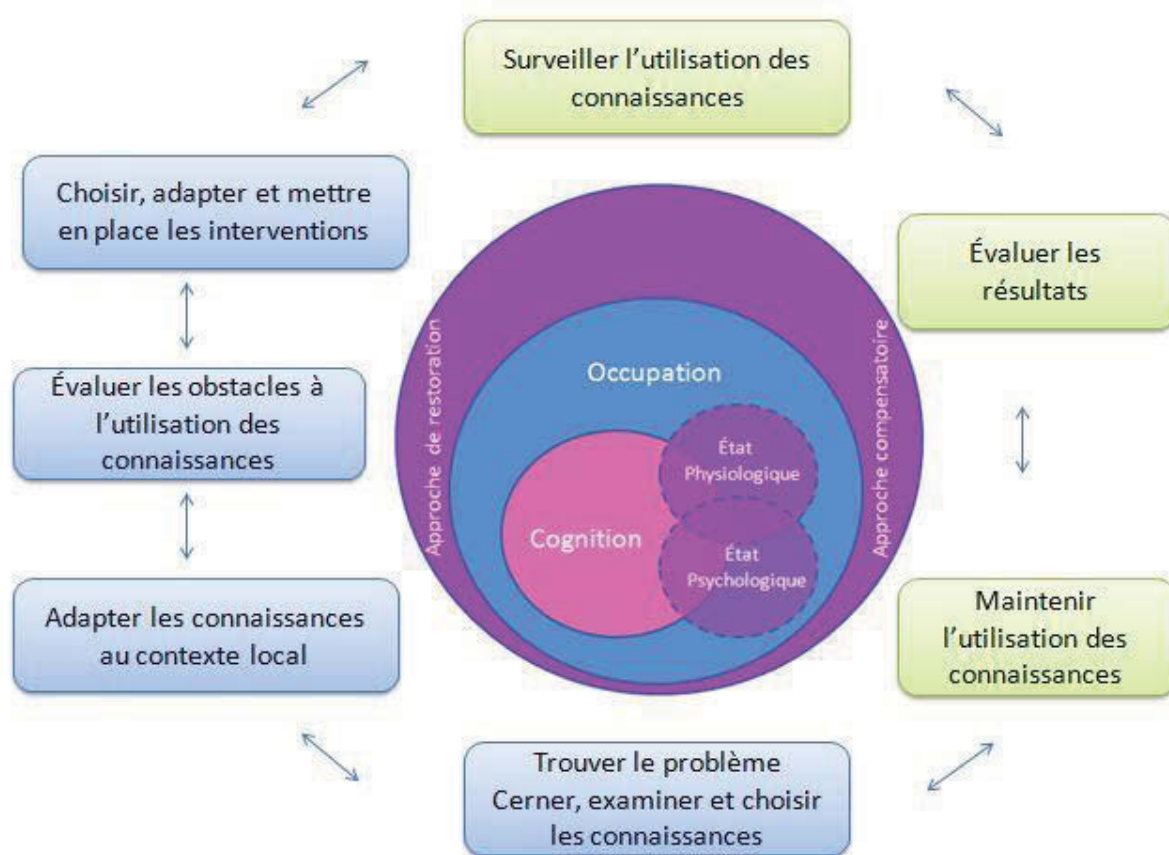 Surveiller l'utilisation des
connaissances
Choisir, adapter et mettre
en place les interventions
Évaluer les
résultats
Évaluer les obstacles à
l'utilisation des
connaissances
Adapter les connaissances
au contexte local
Maintenir
l'utilisation des
connaissances
Trouver le problème
Cerner, examiner et choisir
les connaissances
Approche de restoration
Occupation
État
Physiologique
Cognition
État
Psychologique
Approche compensatoire